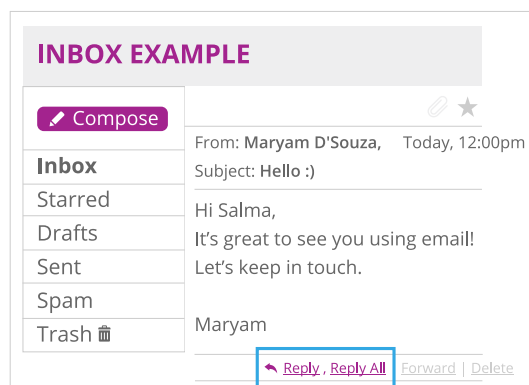 INBOX EXAMPLE
Compose
Inbox
Starred
Drafts
Sent
Spam
Trash
From: Maryam D'Souza, Today, 12:00pm
Subject: Hello :)
Hi Salma,
It’s great to see you using email!
Let’s keep in touch.
Maryam
Reply , Reply All Forward | Delete